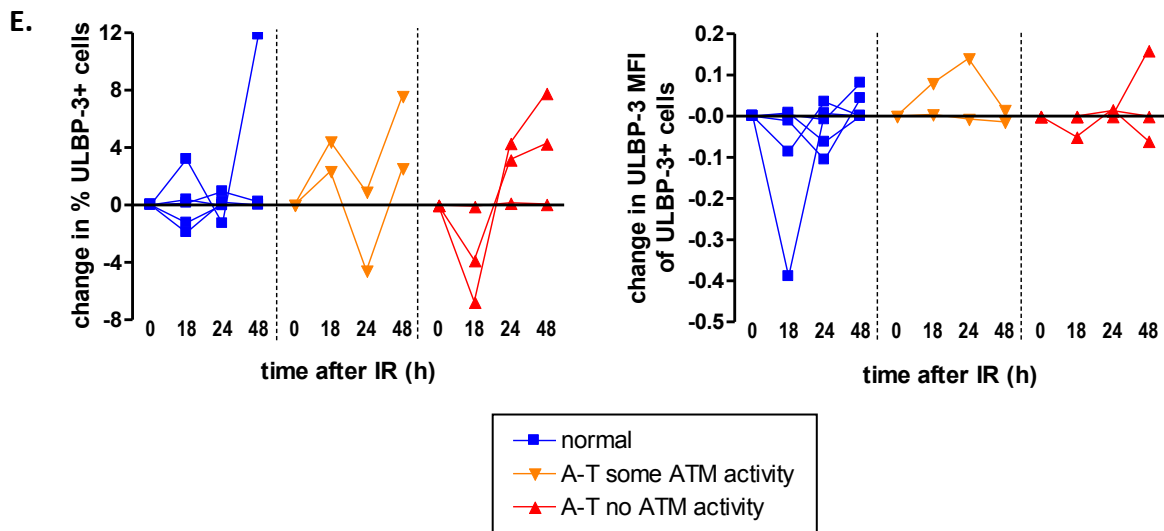 E.
change in % ULBP-3+ cells
12
8
4
0
-4
-8
0 18 24 48 0 18 24 48 0 18 24 48
time after IR (h)
change in ULBP-3 MFI
of ULBP-3+ cells
0.2
0.1
-0.0
-0.1
-0.2
-0.3
-0.4
-0.5
0 18 24 48 0 18 24 48 0 18 24 48
time after IR (h)
normal
A-T some ATM activity
A-T no ATM activity